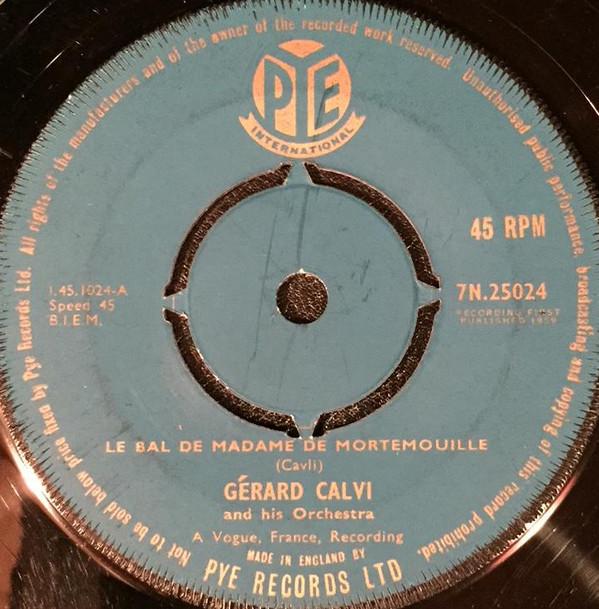 Not to be sold below price fixed by Pye Records Ltd. All rights of the manufacturers and of the owner of the recorded work reserved. Unauthorised public performance, broadcasting and copying of this record prohibited.
PYE
INTERNATIONAL
45 RPM
1.45.1024-A
Speed 45
B.I.E.M.
7N.25024
RECORDING FIRST
PUBLISHED 1959
LE BAL DE MADAME DE MORTEMOUILLE
(Cavli)
GÉRARD CALVI
and his Orchestra
A Vogue, France, Recording
MADE IN ENGLAND BY
PYE RECORDS LTD